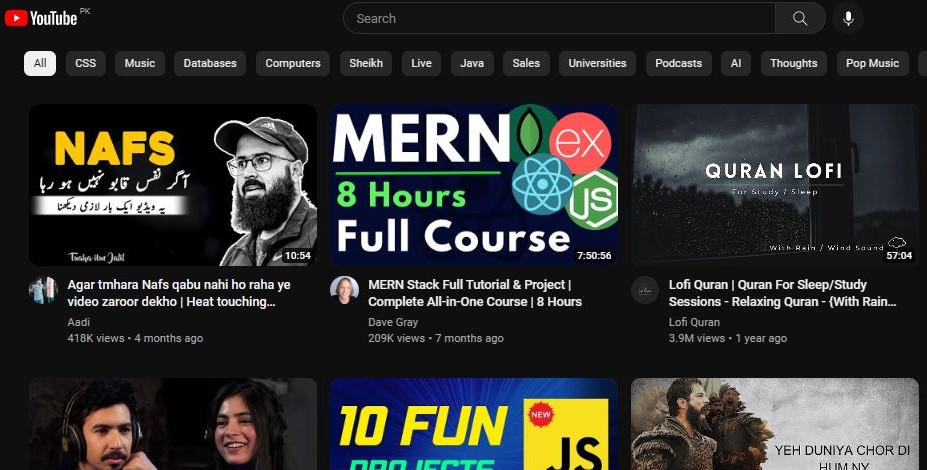 YouTube PK
Search
All CSS Music Databases Computers Sheikh Live Java Sales Universities Podcasts AI Thoughts Pop Music
NAFS
اگر نفس قابو نہیں ہو رہا
یہ ویڈیو ایک بار لازمی دیکھنا
10:54
MERN
ex
JS
8 Hours
Full Course
7:50:56
QURAN LOFI
For Study / Sleep
With Rain / Wind Sound
57:04
Agar tmhara Nafs qabu nahi ho raha ye
video zaroor dekho | Heat touching...
Aadi
418K views • 4 months ago
MERN Stack Full Tutorial & Project |
Complete All-in-One Course | 8 Hours
Dave Gray
209K views • 7 months ago
Lofi Quran | Quran For Sleep/Study
Sessions - Relaxing Quran - {With Rain...
Lofi Quran
3.9M views • 1 year ago
10 FUN
PROJECTS
NEW
JS
YEH DUNIYA CHOR DI
HUM NY